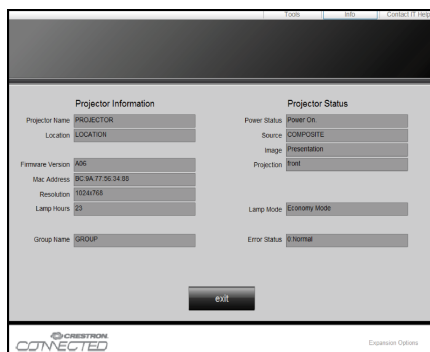 Tools Info Contact IT Help
Projector Information
Projector Name PROJECTOR
Location LOCATION
Firmware Version A06
Mac Address BC:9A:77:56:34:88
Resolution 1024x768
Lamp Hours 23
Group Name GROUP
Projector Status
Power Status Power On.
Source COMPOSITE
Image Presentation
Projection front
Lamp Mode Economy Mode
Error Status 0:Normal
exit
CRESTRON.
CONNECTED
Expansion Options